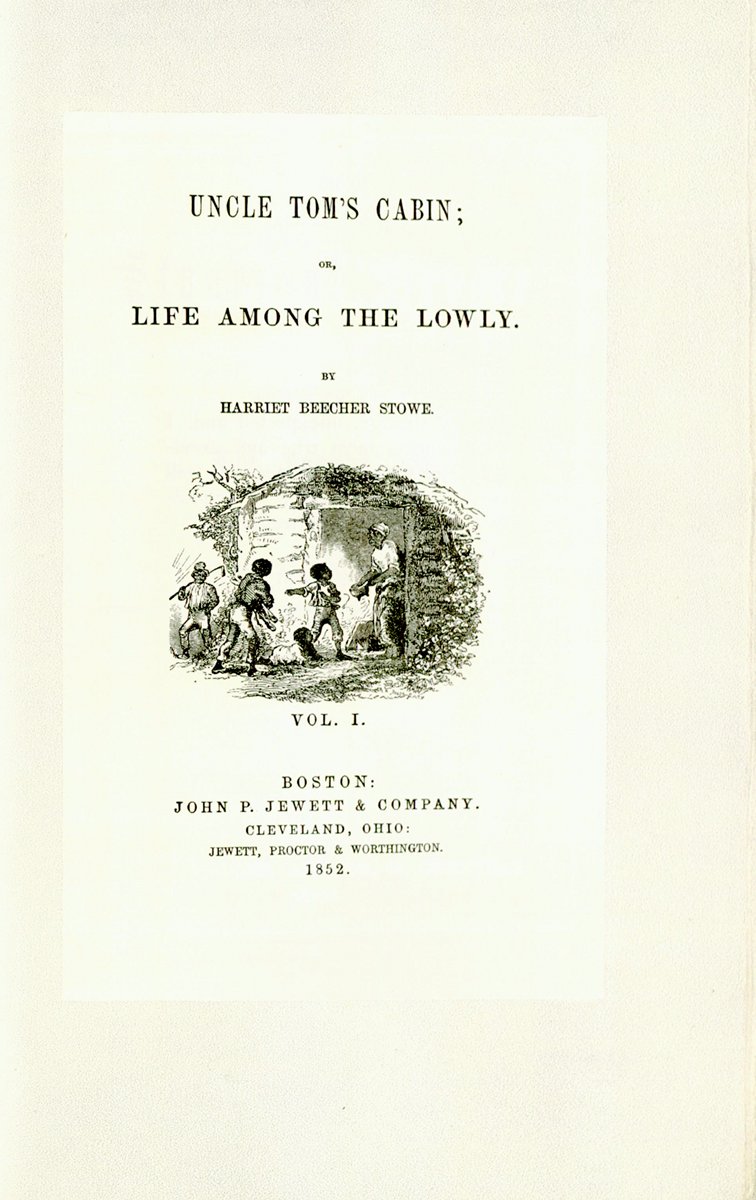 UNCLE TOM'S CABIN;
OR,
LIFE AMONG THE LOWLY.
BY
HARRIET BEECHER STOWE.
VOL. I.
BOSTON:
JOHN P. JEWETT & COMPANY.
CLEVELAND, OHIO:
JEWETT, PROCTOR & WORTHINGTON.
1852.